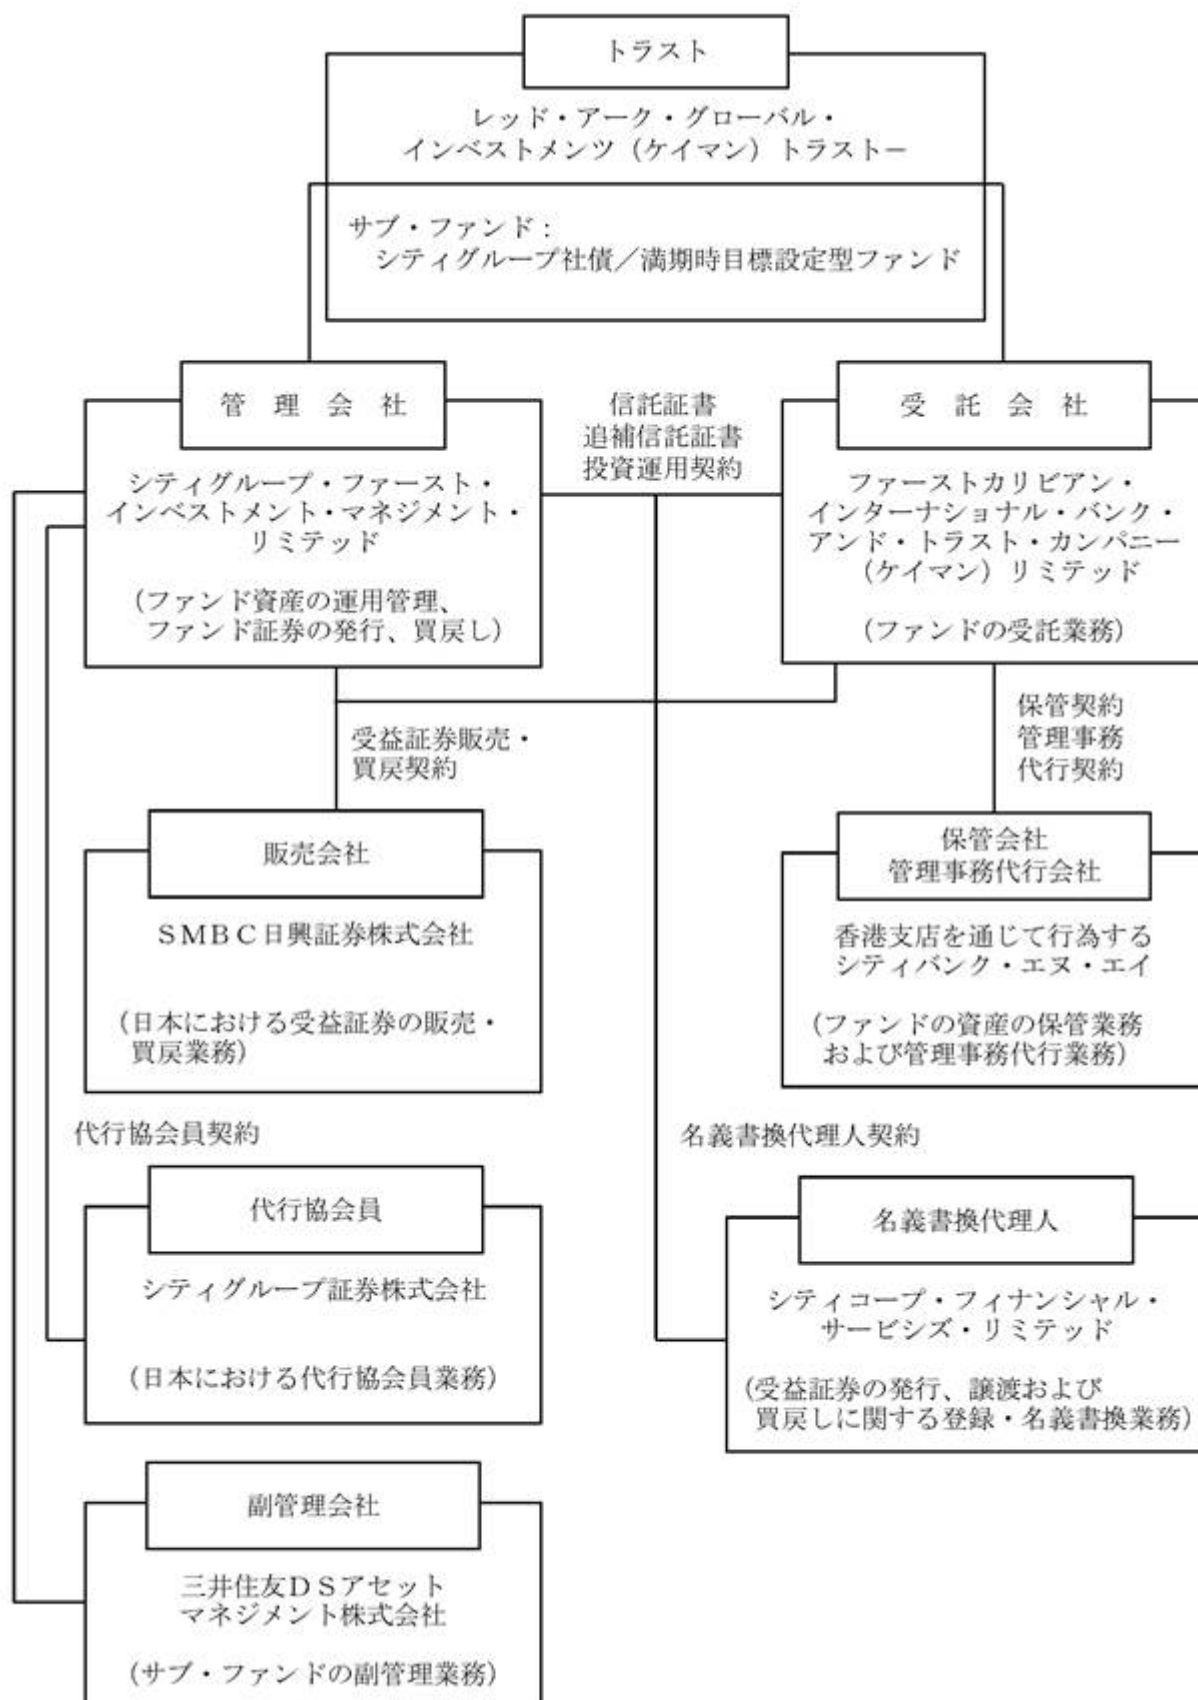 トラスト
レッド・アーク・グローバル・
インベストメンツ（ケイマン）トラスト－
サブ・ファンド：
シティグループ社債／満期時目標設定型ファンド
管　理　会　社
シティグループ・ファースト・
インベストメント・マネジメント・
リミテッド
（ファンド資産の運用管理、
ファンド証券の発行、買戻し）
信託証書
追補信託証書
投資運用契約
受　託　会　社
ファーストカリビアン・
インターナショナル・バンク・
アンド・トラスト・カンパニー
（ケイマン）リミテッド
（ファンドの受託業務）
受益証券販売・
買戻契約
保管契約
管理事務
代行契約
販売会社
ＳＭＢＣ日興証券株式会社
（日本における受益証券の販売・
買戻業務）
保管会社
管理事務代行会社
香港支店を通じて行為する
シティバンク・エヌ・エイ
（ファンドの資産の保管業務
および管理事務代行業務）
代行協会員契約
代行協会員
シティグループ証券株式会社
（日本における代行協会員業務）
名義書換代理人契約
名義書換代理人
シティコープ・フィナンシャル・
サービシズ・リミテッド
（受益証券の発行、譲渡および
買戻しに関する登録・名義書換業務）
副管理会社
三井住友ＤＳアセット
マネジメント株式会社
（サブ・ファンドの副管理業務）